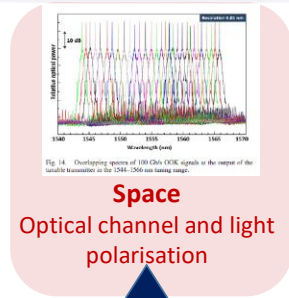 Resolution 0.05 nm
10 dB
Relative optical power
1540 1545 1550 1555 1560 1565 1570
Wavelength (nm)
Fig. 14. Overlapping spectra of 100 Gb/s OOK signals at the output of the
tunable transmitter in the 1544–1566 nm tuning range.
Space
Optical channel and light
polarisation